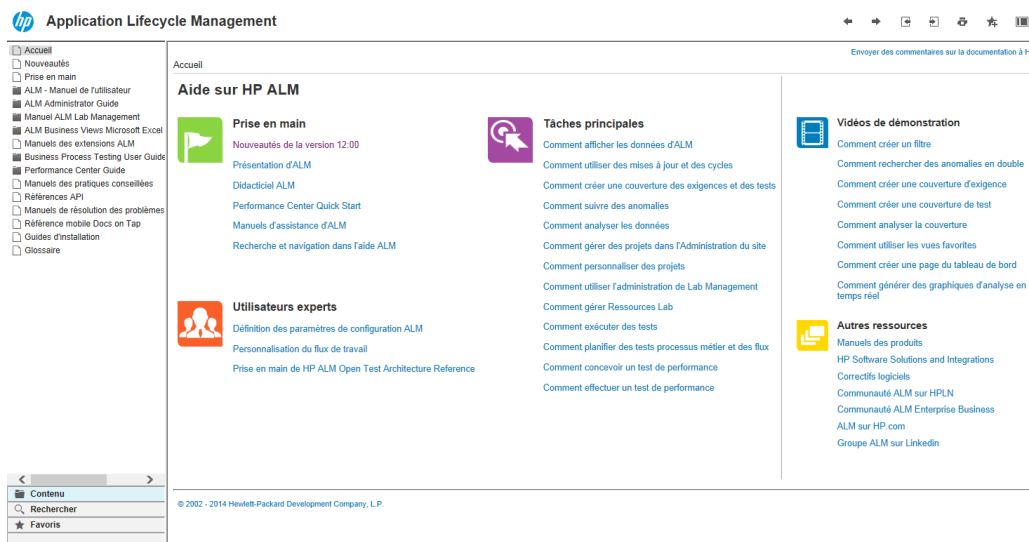 hp Application Lifecycle Management
Accueil
Nouveautés
Prise en main
ALM - Manuel de l'utilisateur
ALM Administrator Guide
Manuel ALM Lab Management
ALM Business Views Microsoft Excel
Manuels des extensions ALM
Business Process Testing User Guide
Performance Center Guide
Manuels des pratiques conseillées
Références API
Manuels de résolution des problèmes
Référence mobile Docs on Tap
Guides d'installation
Glossaire
Contenu
Rechercher
Favoris
Envoyer des commentaires sur la documentation à H
Accueil
Aide sur HP ALM
Prise en main
Nouveautés de la version 12:00
Présentation d'ALM
Didacticiel ALM
Performance Center Quick Start
Manuels d'assistance d'ALM
Recherche et navigation dans l'aide ALM
Utilisateurs experts
Définition des paramètres de configuration ALM
Personnalisation du flux de travail
Prise en main de HP ALM Open Test Architecture Reference
Tâches principales
Comment afficher les données d'ALM
Comment utiliser des mises à jour et des cycles
Comment créer une couverture des exigences et des tests
Comment suivre des anomalies
Comment analyser les données
Comment gérer des projets dans l'Administration du site
Comment personnaliser des projets
Comment utiliser l'administration de Lab Management
Comment gérer Ressources Lab
Comment exécuter des tests
Comment planifier des tests processus métier et des flux
Comment concevoir un test de performance
Comment effectuer un test de performance
Vidéos de démonstration
Comment créer un filtre
Comment rechercher des anomalies en double
Comment créer une couverture d'exigence
Comment créer une couverture de test
Comment analyser la couverture
Comment utiliser les vues favorites
Comment créer une page du tableau de bord
Comment générer des graphiques d'analyse en
temps réel
Autres ressources
Manuels des produits
HP Software Solutions and Integrations
Correctifs logiciels
Communauté ALM sur HPLN
Communauté ALM Enterprise Business
ALM sur HP.com
Groupe ALM sur Linkedin
© 2002 - 2014 Hewlett-Packard Development Company, L.P.